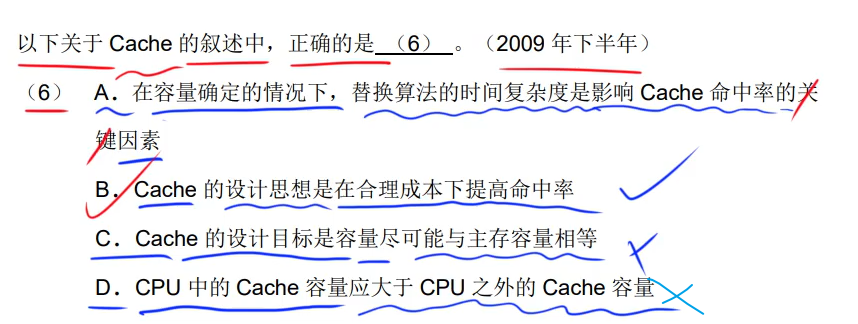 以下关于 Cache 的叙述中，正确的是 （6） 。（2009 年下半年）
（6） A．在容量确定的情况下，替换算法的时间复杂度是影响 Cache 命中率的关
键因素
B．Cache 的设计思想是在合理成本下提高命中率
C．Cache 的设计目标是容量尽可能与主存容量相等
D．CPU 中的 Cache 容量应大于 CPU 之外的 Cache 容量